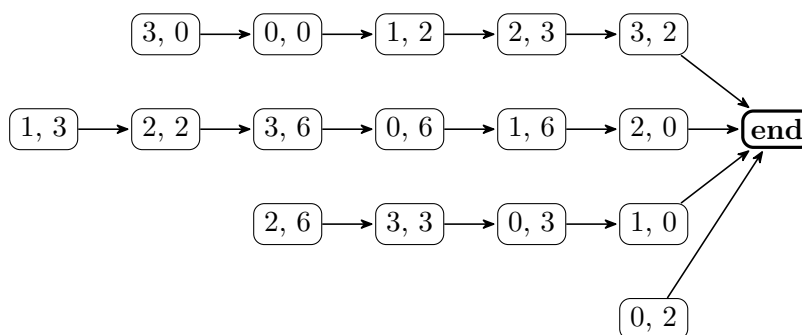 3, 0 0, 0 1, 2 2, 3 3, 2
1, 3 2, 2 3, 6 0, 6 1, 6 2, 0 end
2, 6 3, 3 0, 3 1, 0
0, 2